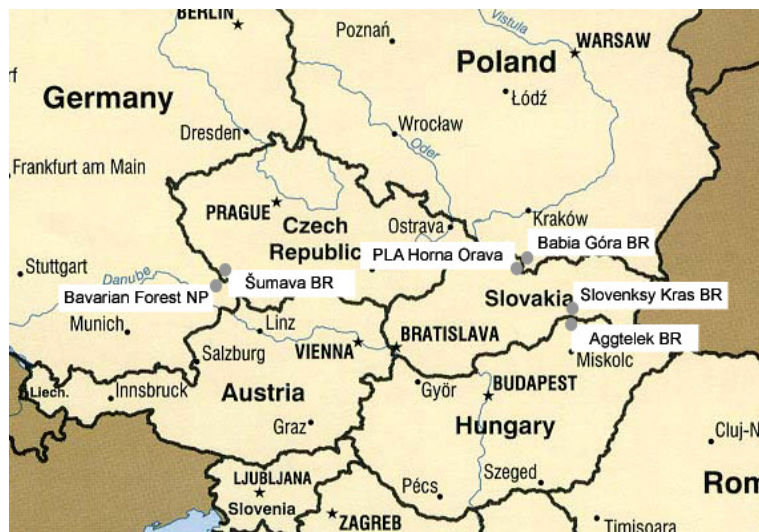 BERLIN
Poznań
Vistula
WARSAW
Poland
Germany
Łódź
Dresden
Wrocław
Oder
Frankfurt am Main
PRAGUE
Czech
Republic
Ostrava
Kraków
Babia Góra BR
PLA Horna Orava
Stuttgart
Danube
Šumava BR
Bavarian Forest NP
Slovakia
Slovenksy Kras BR
Munich
Linz
Salzburg
VIENNA
BRATISLAVA
Aggtelek BR
Miskolc
Liech.
Innsbruck
Austria
Győr
BUDAPEST
Hungary
Graz
Cluj-N
LJUBLJANA
Slovenia
Pécs
Szeged
Rom
ZAGREB
Timisoara